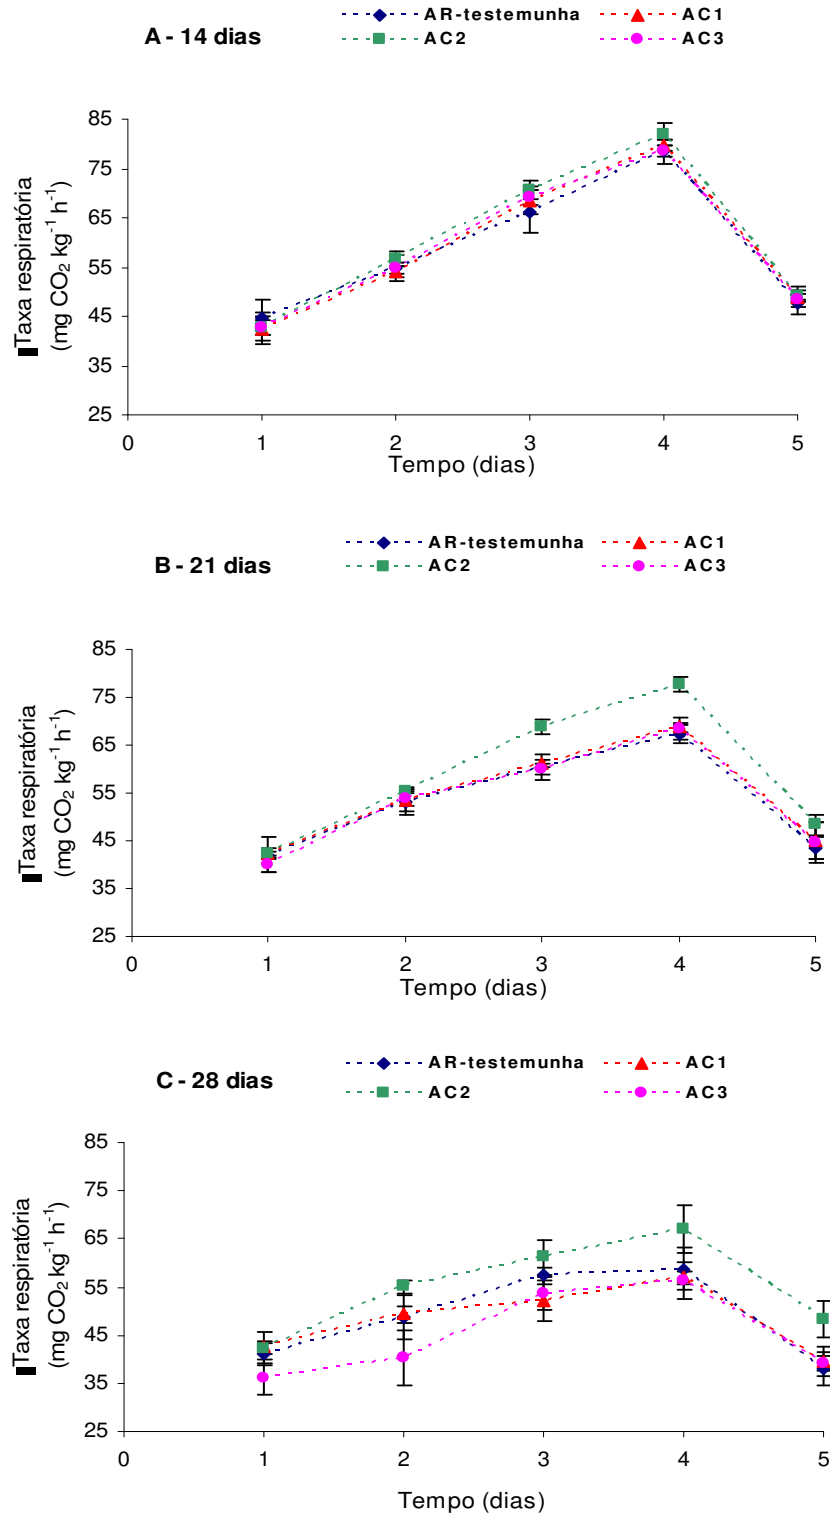 A - 14 dias
AR-testemunha
AC1
AC2
AC3
Taxa respiratória
(mg CO₂ kg⁻¹ h⁻¹)
85
75
65
55
45
35
25
0 1 2 3 4 5
Tempo (dias)
B - 21 dias
AR-testemunha
AC1
AC2
AC3
Taxa respiratória
(mg CO₂ kg⁻¹ h⁻¹)
85
75
65
55
45
35
25
0 1 2 3 4 5
Tempo (dias)
C - 28 dias
AR-testemunha
AC1
AC2
AC3
Taxa respiratória
(mg CO₂ kg⁻¹ h⁻¹)
85
75
65
55
45
35
25
0 1 2 3 4 5
Tempo (dias)